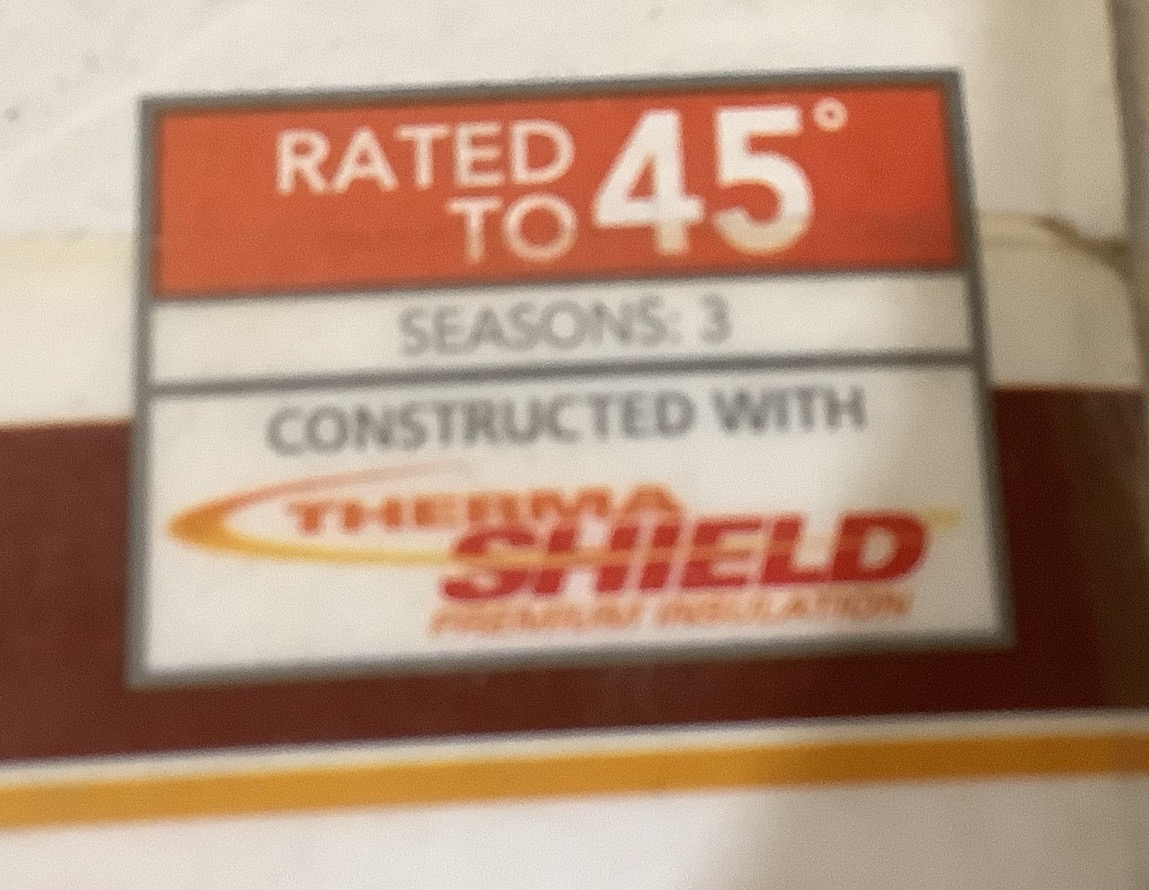 RATED
TO 45°
SEASONS: 3
CONSTRUCTED WITH
THERMA
SHIELD
PREMIUM INSULATION